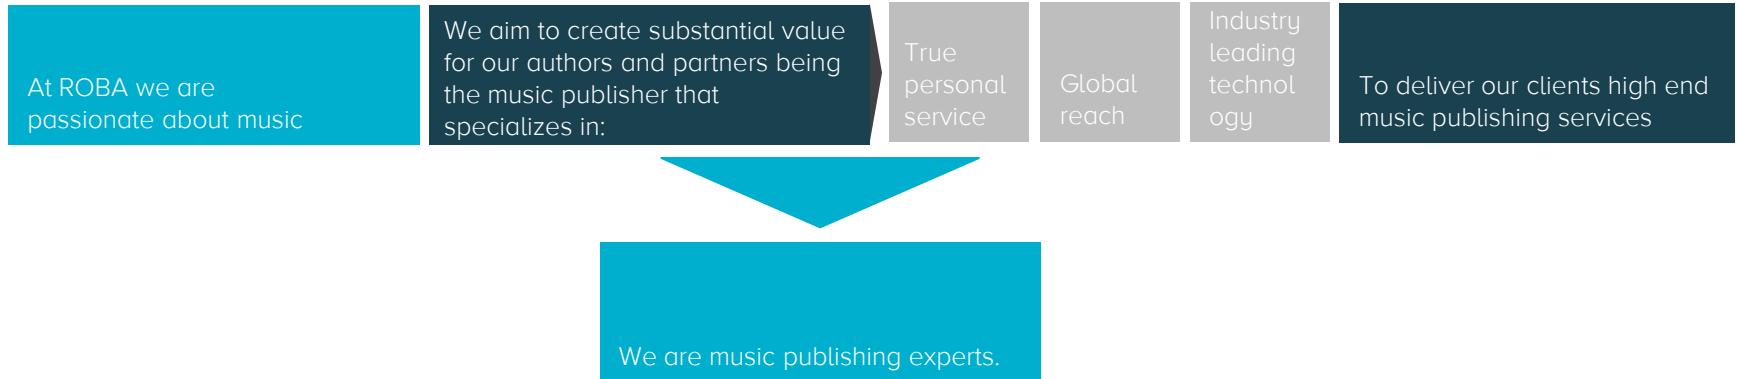 At ROBA we are
passionate about music
We aim to create substantial value
for our authors and partners being
the music publisher that
specializes in:
True
personal
service
Global
reach
Industry
leading
technol
ogy
To deliver our clients high end
music publishing services
We are music publishing experts.